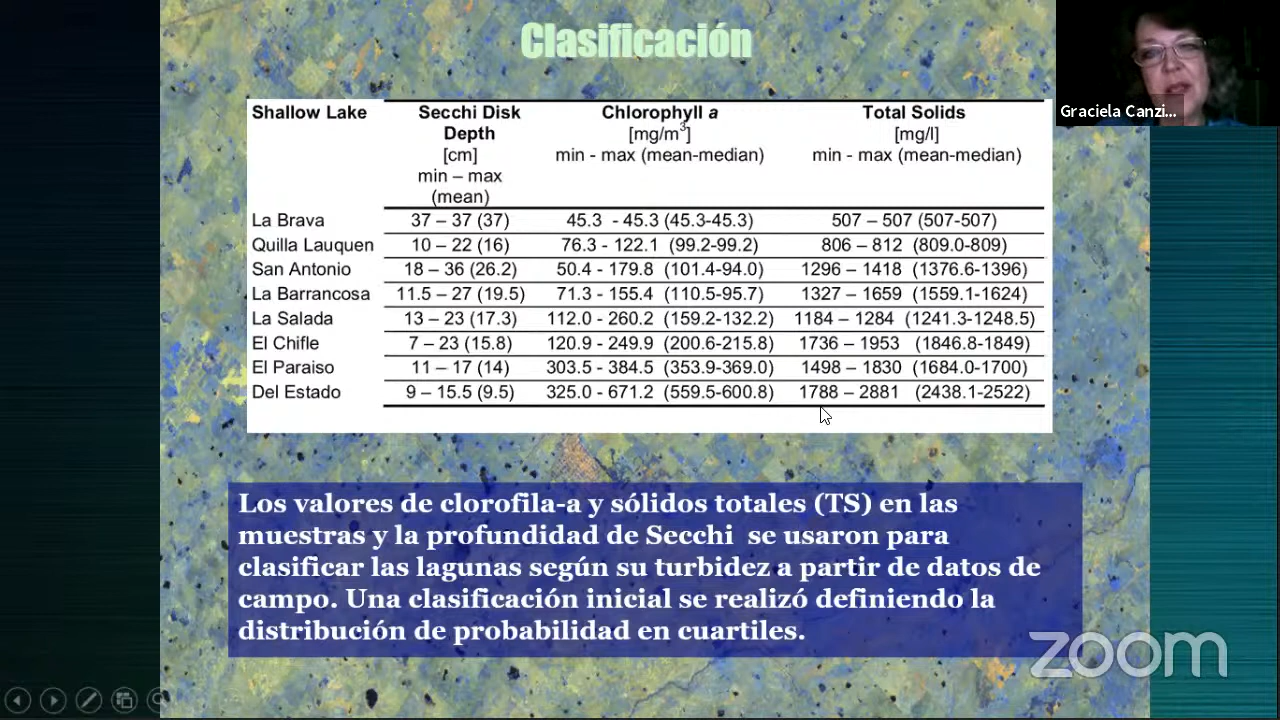 Clasificación
Graciela Canzi...
Shallow Lake Secchi Disk Chlorophyll a Total Solids
Depth [mg/m3] [mg/l]
[cm] min - max (mean-median) min - max (mean-median)
min – max
(mean)
La Brava 37 – 37 (37) 45.3 - 45.3 (45.3-45.3) 507 – 507 (507-507)
Quilla Lauquen 10 – 22 (16) 76.3 - 122.1 (99.2-99.2) 806 – 812 (809.0-809)
San Antonio 18 – 36 (26.2) 50.4 - 179.8 (101.4-94.0) 1296 – 1418 (1376.6-1396)
La Barrancosa 11.5 – 27 (19.5) 71.3 - 155.4 (110.5-95.7) 1327 – 1659 (1559.1-1624)
La Salada 13 – 23 (17.3) 112.0 - 260.2 (159.2-132.2) 1184 – 1284 (1241.3-1248.5)
El Chifle 7 – 23 (15.8) 120.9 - 249.9 (200.6-215.8) 1736 – 1953 (1846.8-1849)
El Paraiso 11 – 17 (14) 303.5 - 384.5 (353.9-369.0) 1498 – 1830 (1684.0-1700)
Del Estado 9 – 15.5 (9.5) 325.0 - 671.2 (559.5-600.8) 1788 – 2881 (2438.1-2522)
Los valores de clorofila-a y sólidos totales (TS) en las
muestras y la profundidad de Secchi se usaron para
clasificar las lagunas según su turbidez a partir de datos de
campo. Una clasificación inicial se realizó definiendo la
distribución de probabilidad en cuartiles.
zoom